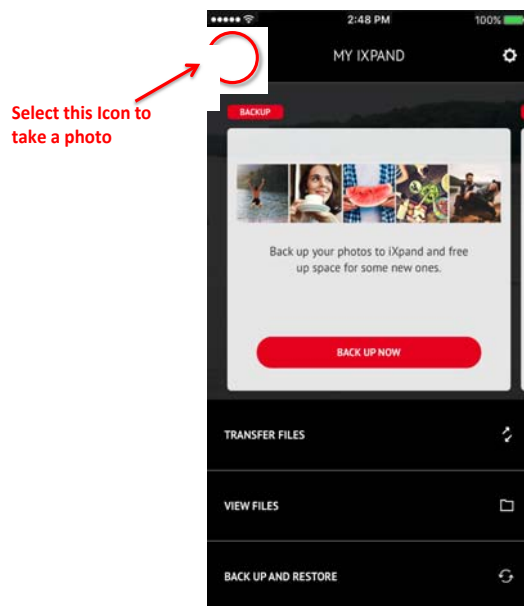 2:48 PM
100%
MY IXPAND
Select this Icon to
take a photo
BACKUP
Back up your photos to iXpand and free
up space for some new ones.
BACK UP NOW
TRANSFER FILES
VIEW FILES
BACK UP AND RESTORE